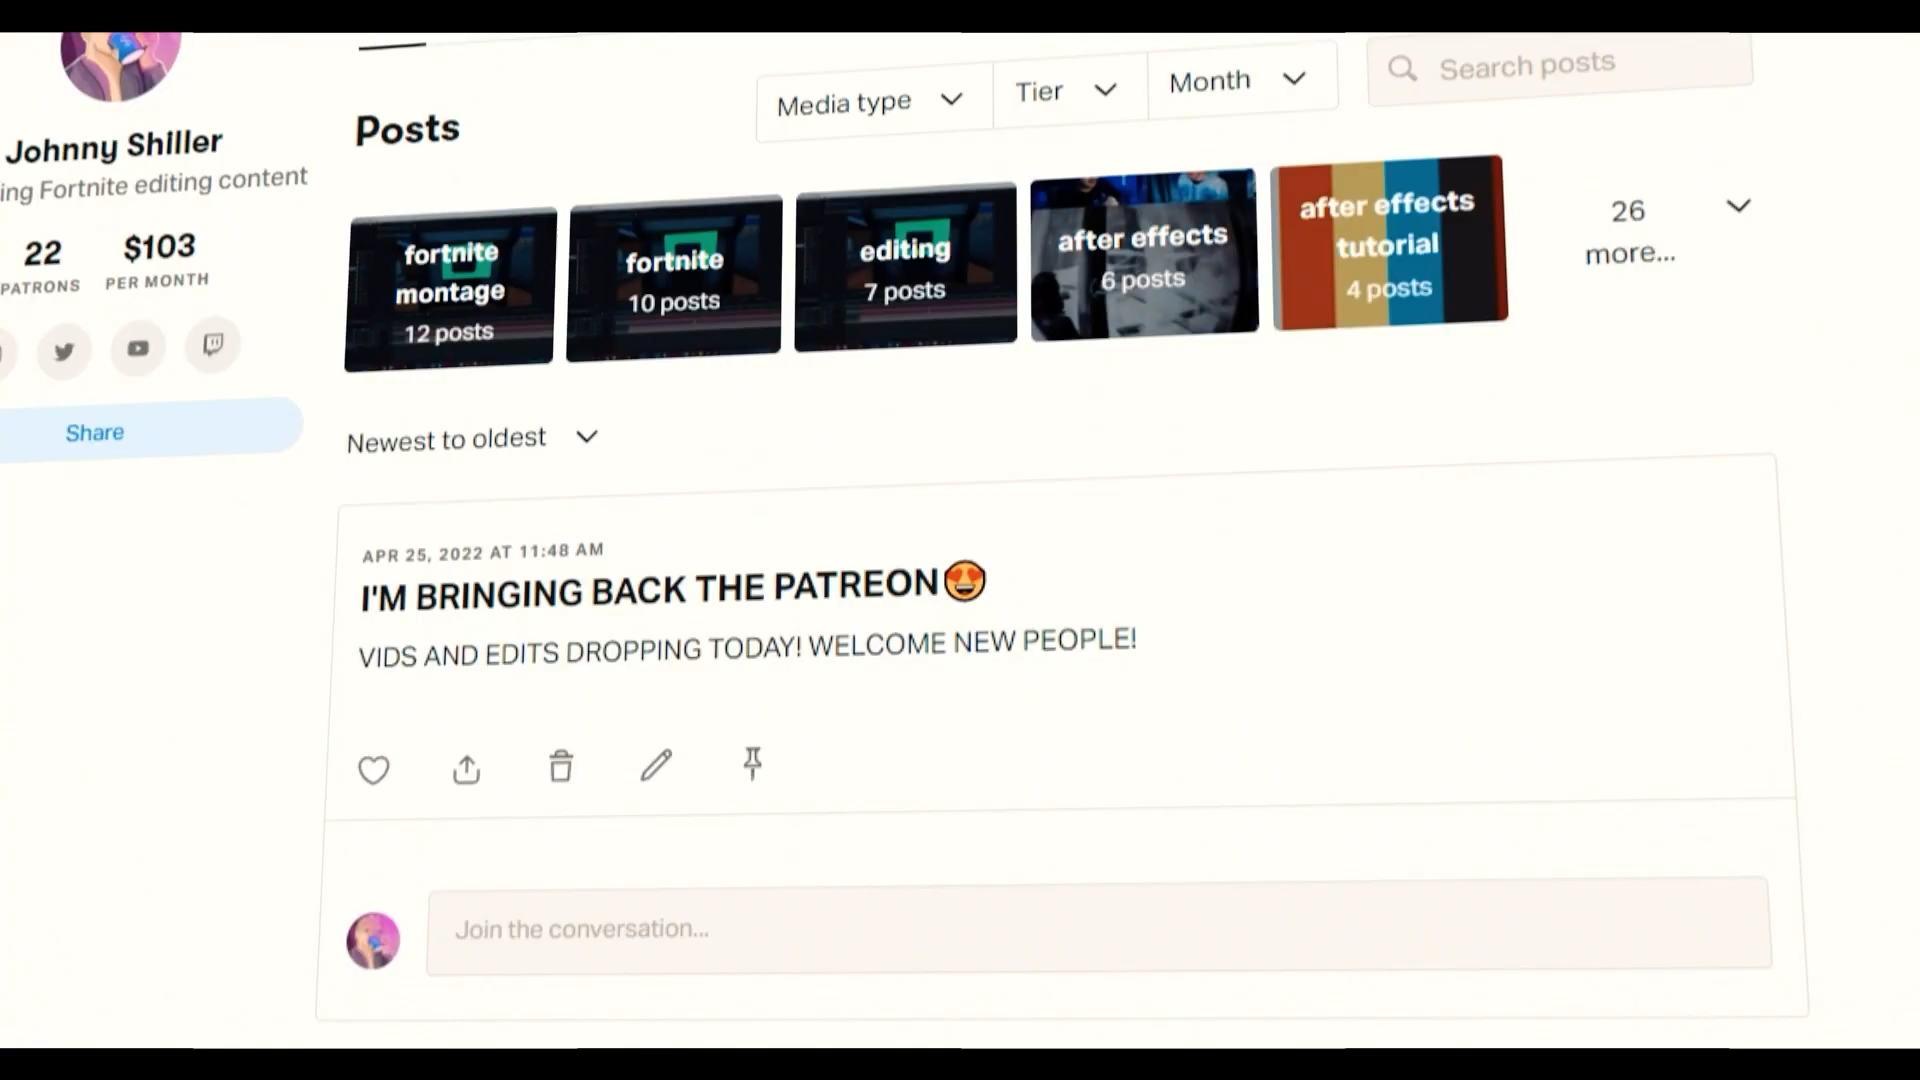 Johnny Shiller
ing Fortnite editing content
22
PATRONS
$103
PER MONTH
Share
Posts
Media type
Tier
Month
Search posts
fortnite
montage
12 posts
fortnite
10 posts
editing
7 posts
after effects
6 posts
after effects
tutorial
4 posts
26
more...
Newest to oldest
APR 25, 2022 AT 11:48 AM
I'M BRINGING BACK THE PATREON😍
VIDS AND EDITS DROPPING TODAY! WELCOME NEW PEOPLE!
Join the conversation...